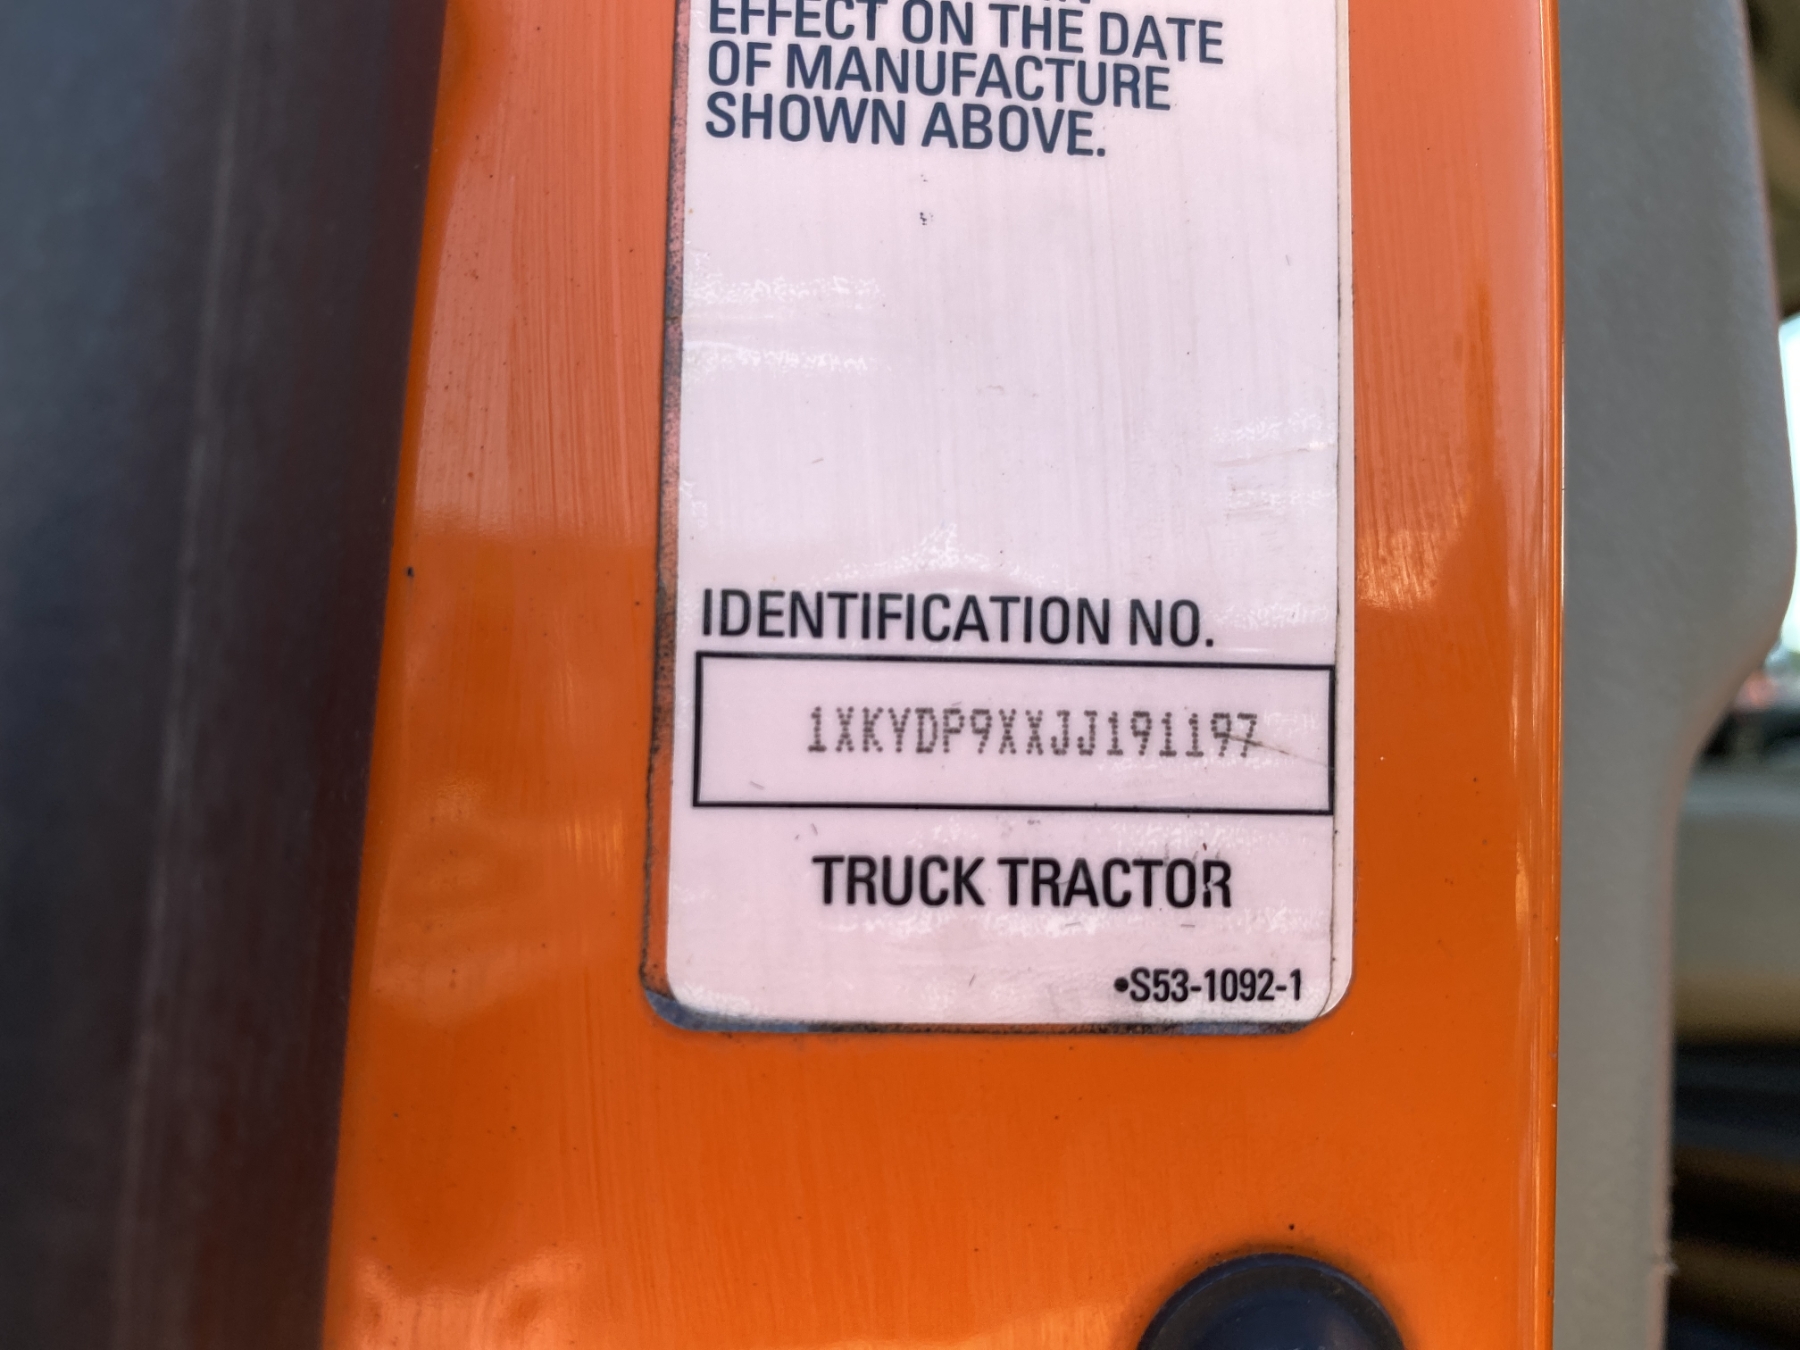 EFFECT ON THE DATE
OF MANUFACTURE
SHOWN ABOVE.
IDENTIFICATION NO.
1XKYDP9XXJJ191197
TRUCK TRACTOR
•S53-1092-1